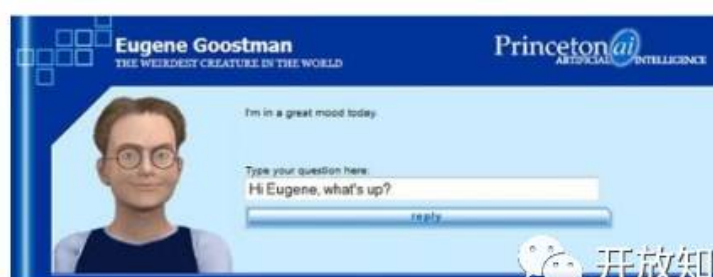 Eugene Goostman
THE WEIRDEST CREATURE IN THE WORLD
Princeton ai
ARTIFICIAL INTELLIGENCE
I'm in a great mood today.
Type your question here:
Hi Eugene, what's up?
reply
开放知